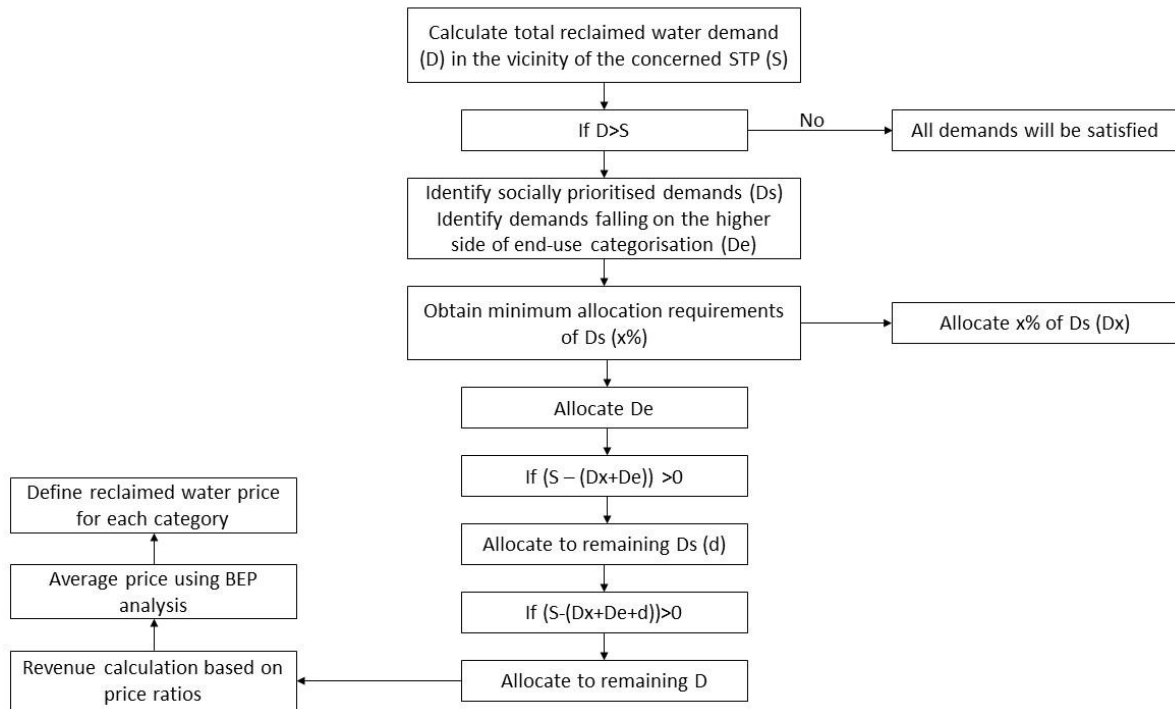 Calculate total reclaimed water demand
(D) in the vicinity of the concerned STP (S)
If D>S
No
All demands will be satisfied
Identify socially prioritised demands (Ds)
Identify demands falling on the higher
side of end-use categorisation (De)
Obtain minimum allocation requirements
of Ds (x%)
Allocate x% of Ds (Dx)
Allocate De
If (S – (Dx+De)) >0
Allocate to remaining Ds (d)
If (S-(Dx+De+d))>0
Allocate to remaining D
Revenue calculation based on
price ratios
Average price using BEP
analysis
Define reclaimed water price
for each category